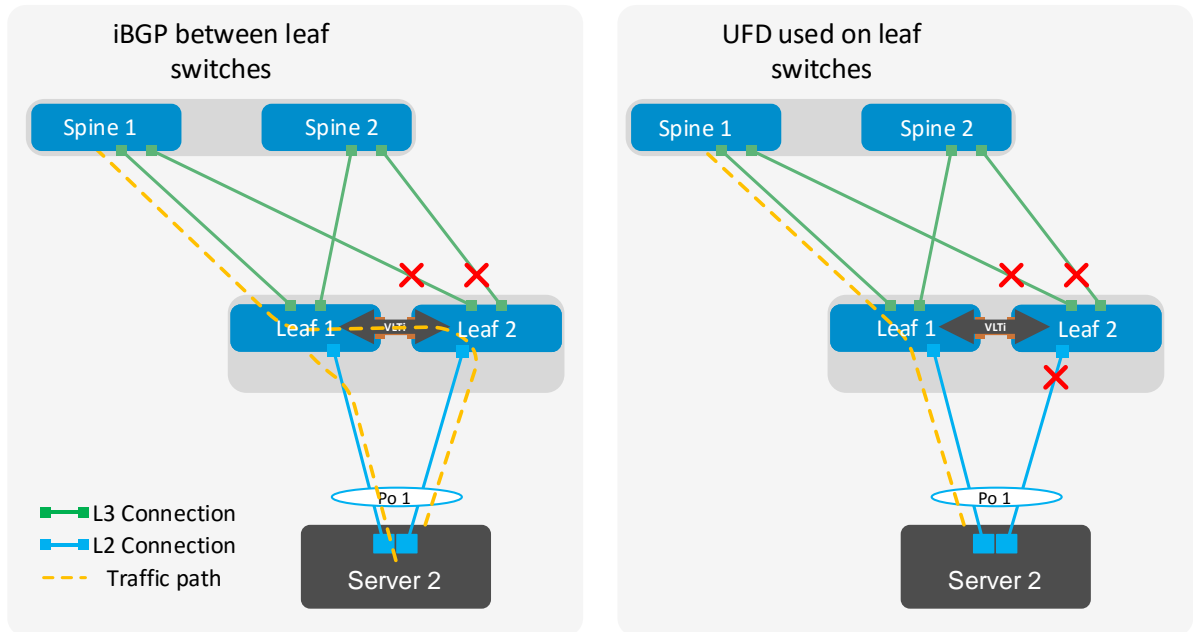 iBGP between leaf
switches
Spine 1
Spine 2
Leaf 1
VLTi
Leaf 2
Po 1
Server 2
L3 Connection
L2 Connection
Traffic path
UFD used on leaf
switches
Spine 1
Spine 2
Leaf 1
VLTi
Leaf 2
Po 1
Server 2